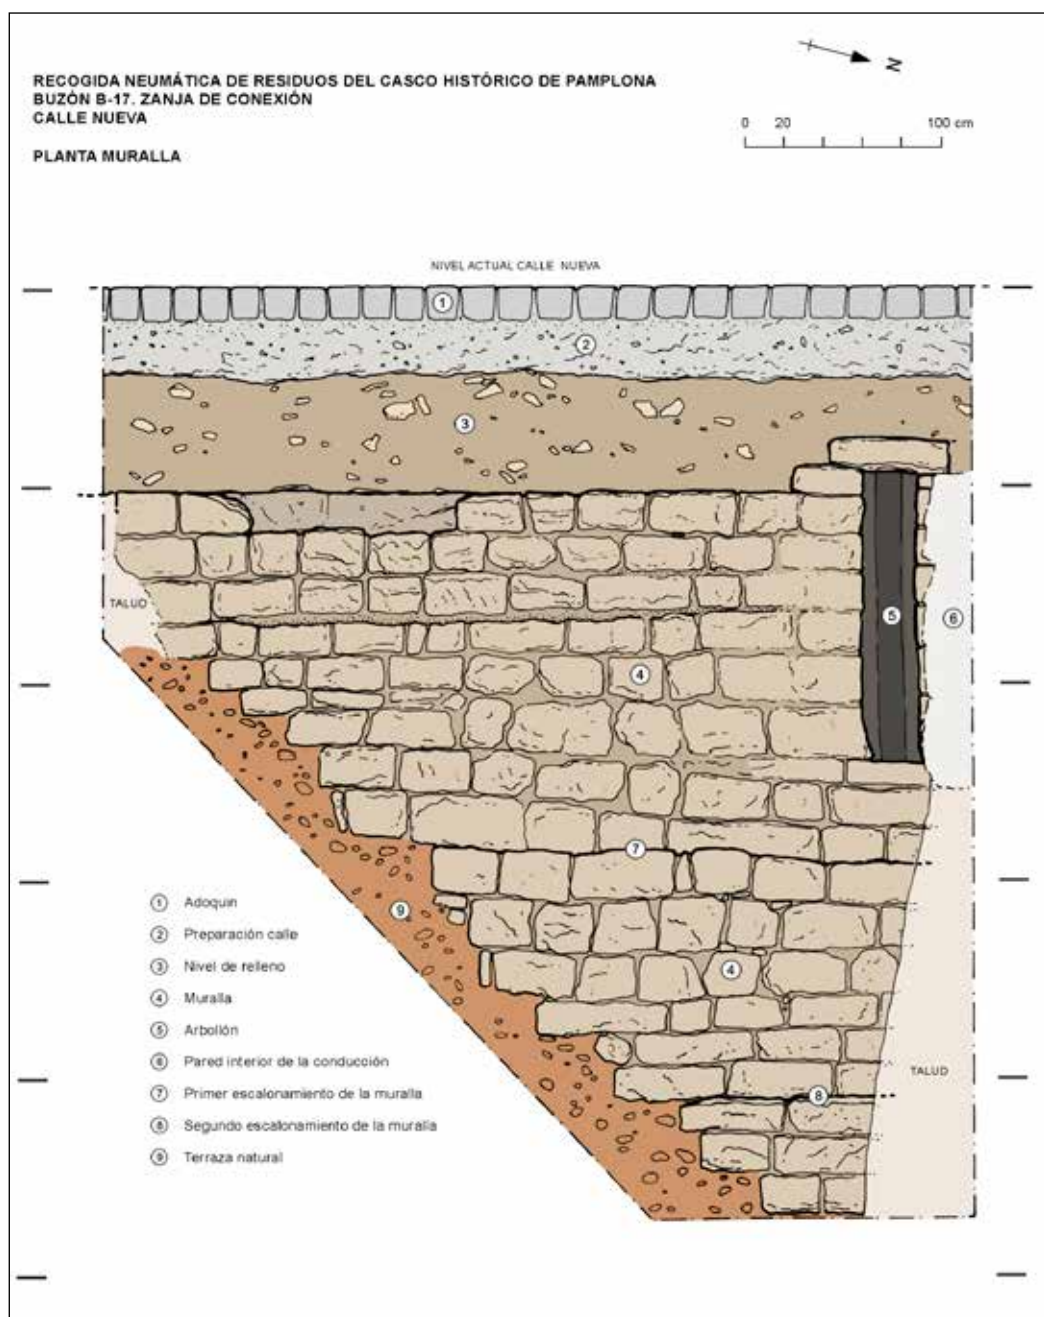 RECOGIDA NEUMÁTICA DE RESIDUOS DEL CASCO HISTÓRICO DE PAMPLONA
BUZÓN B-17. ZANJA DE CONEXIÓN
CALLE NUEVA
PLANTA MURALLA
N
0 20 100 cm
NIVEL ACTUAL CALLE NUEVA
1
2
3
TALUD
5
6
4
7
9
4
TALUD
8
1 Adoquin
2 Preparación calle
3 Nivel de relleno
4 Muralla
5 Arbollón
6 Pared interior de la conducción
7 Primer escalonamiento de la muralla
8 Segundo escalonamiento de la muralla
9 Terraza natural